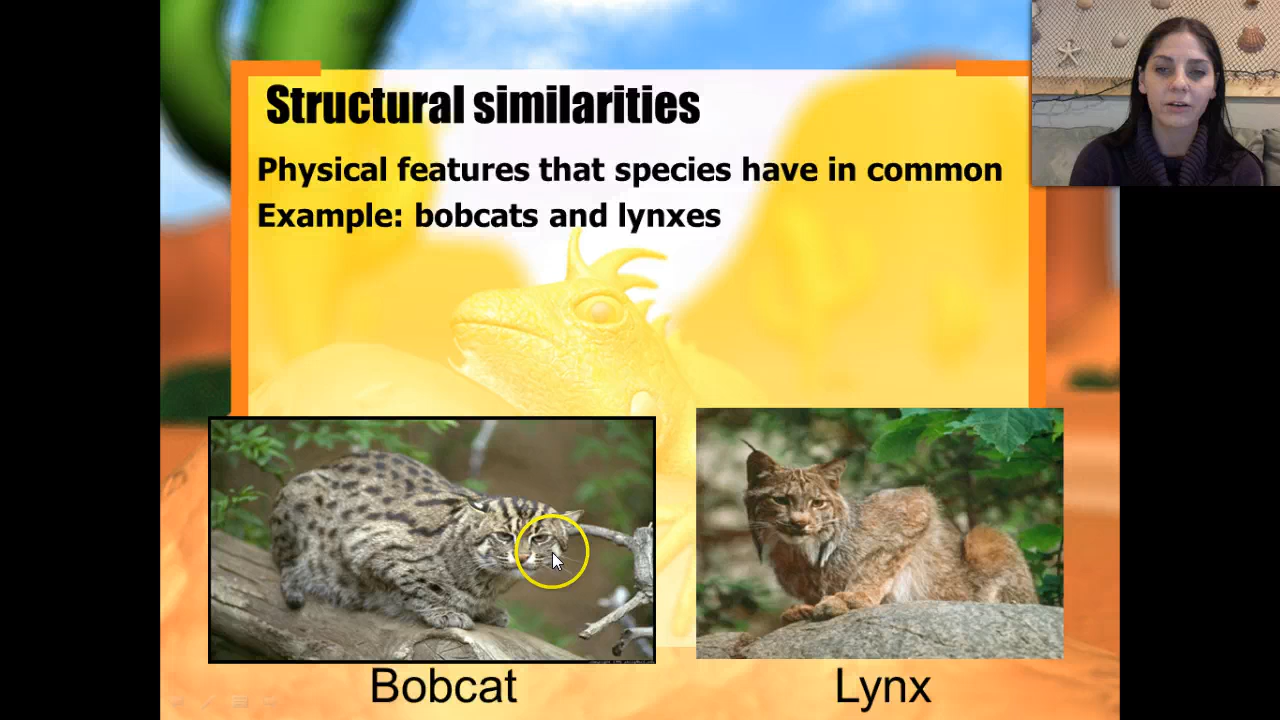 Structural similarities
Physical features that species have in common
Example: bobcats and lynxes
Bobcat
Lynx